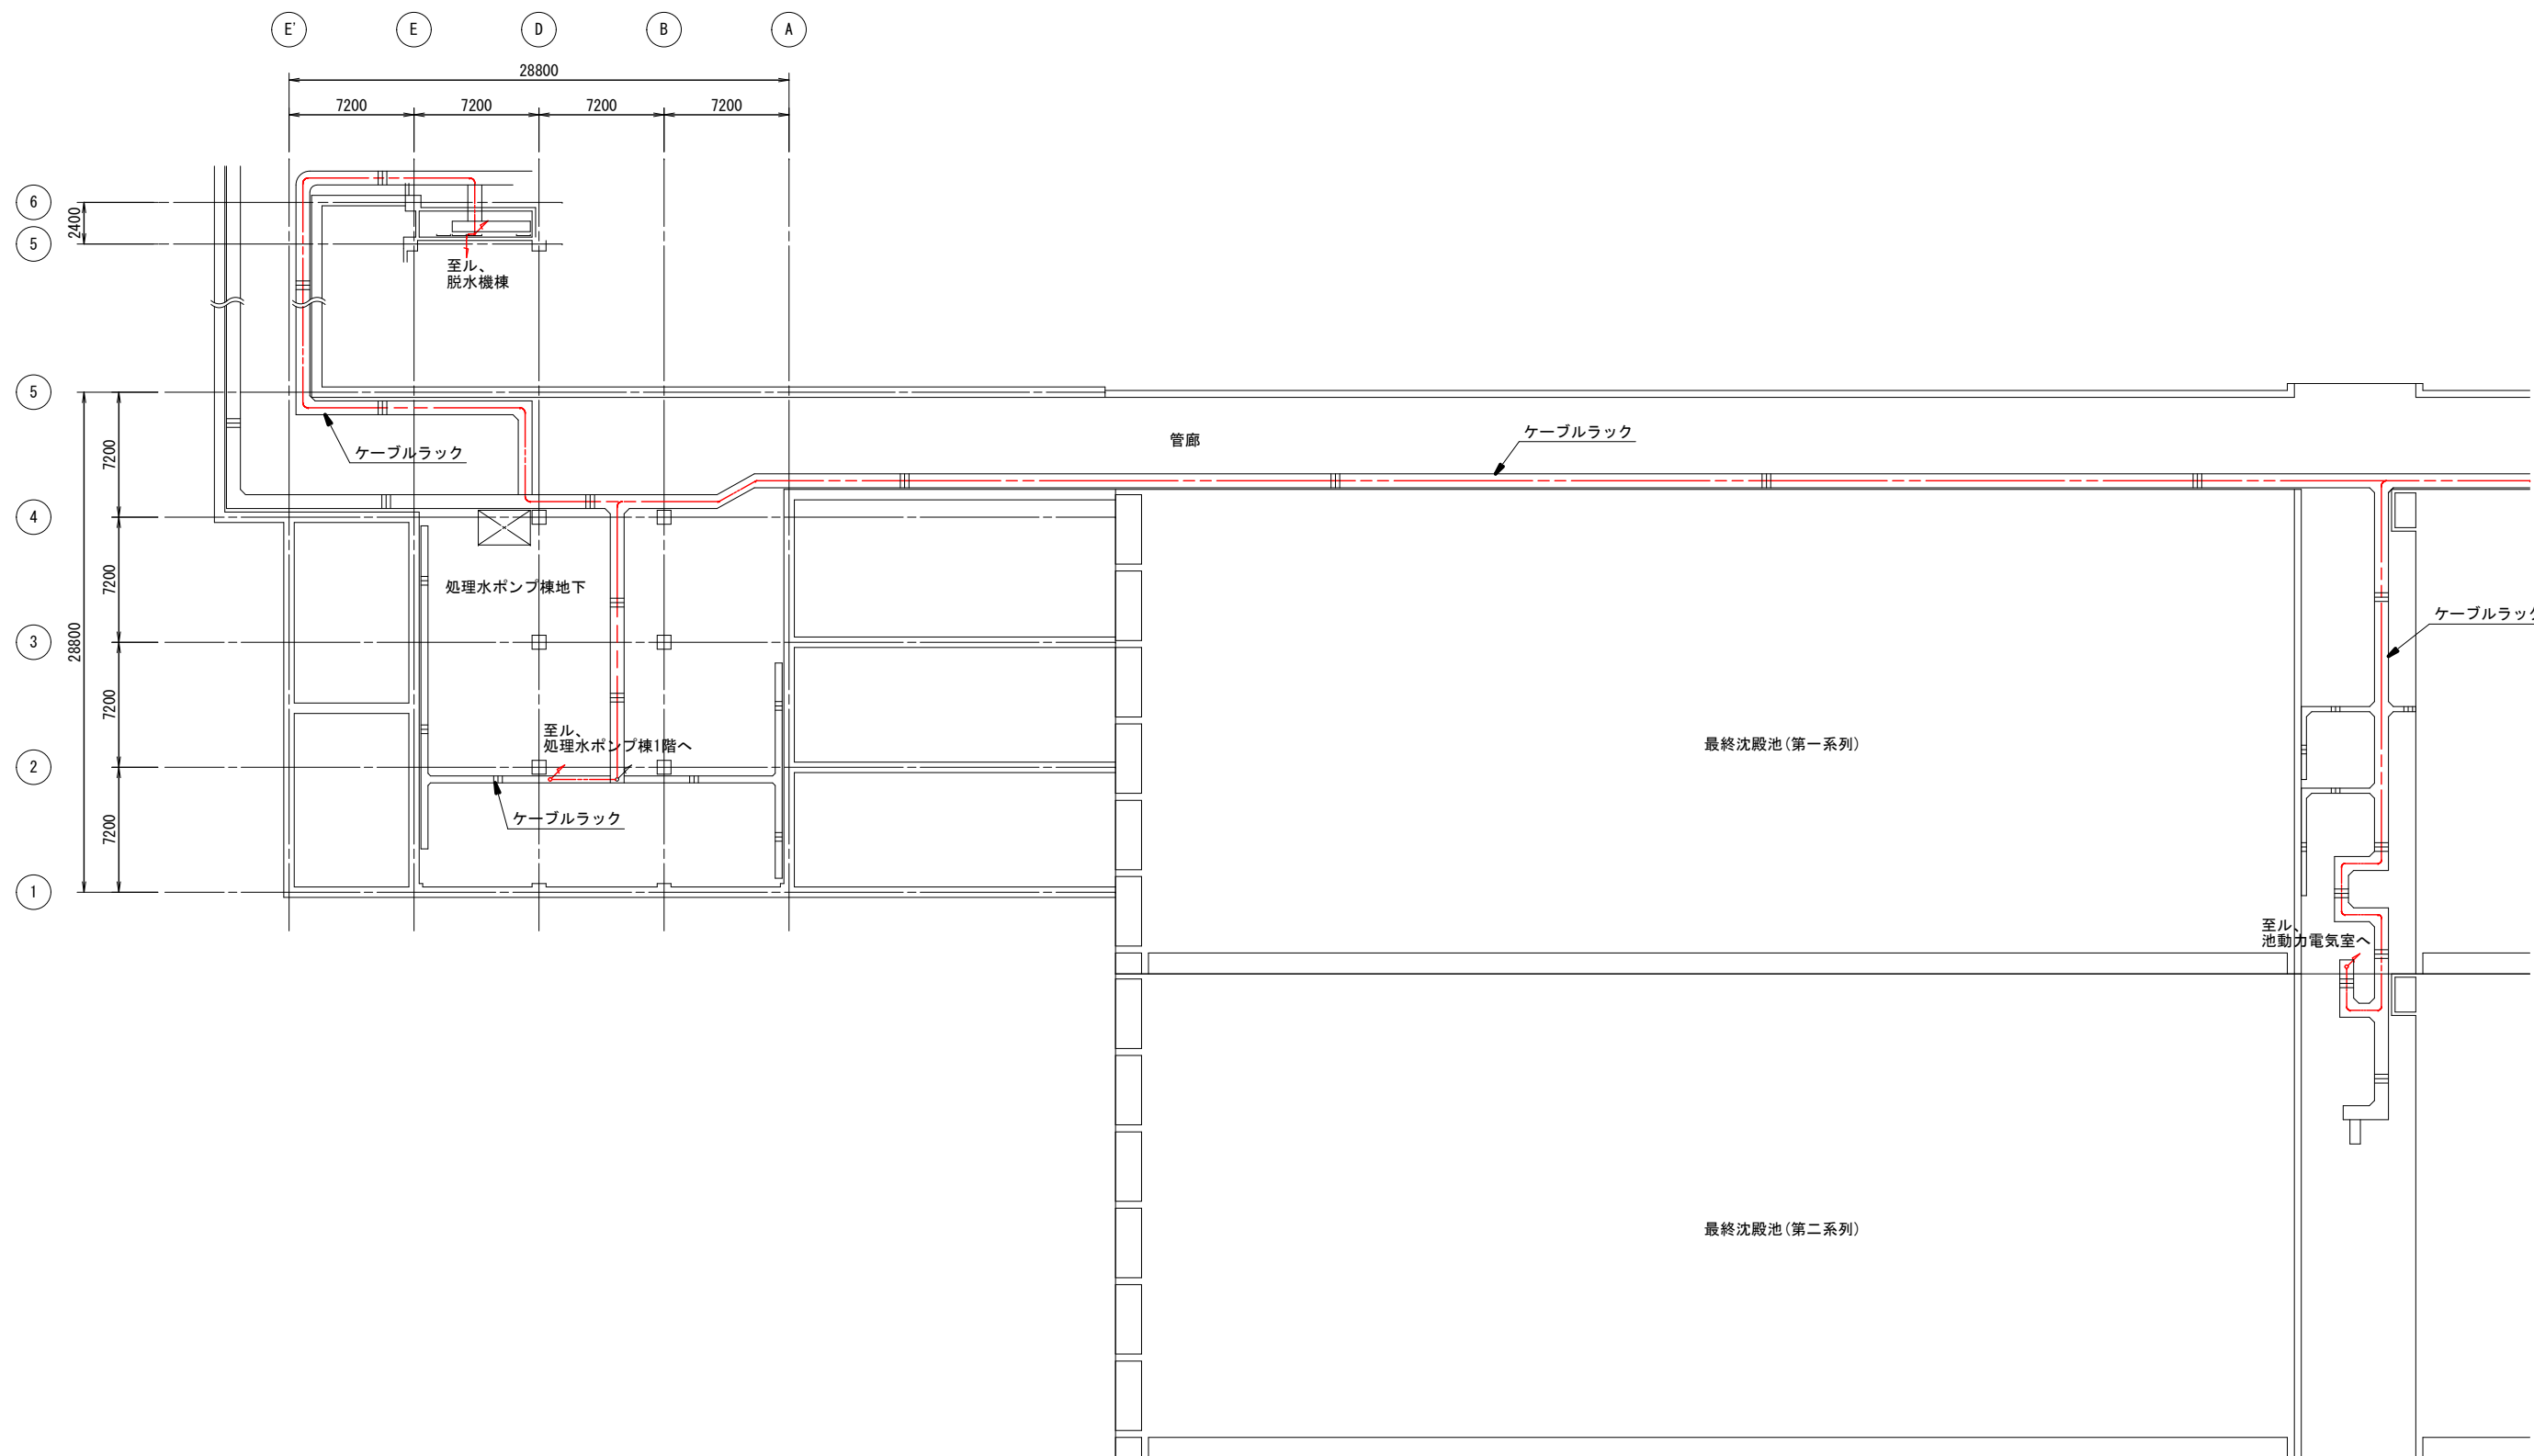 E'
E
D
B
A
28800
7200
7200
7200
7200
6
2400
5
至ル、
脱水機棟
5
7200
ケーブルラック
管廊
ケーブルラック
4
7200
処理水ポンプ棟地下
28800
3
ケーブルラック
7200
至ル、
処理水ポンプ棟1階へ
最終沈殿池(第一系列)
2
7200
ケーブルラック
1
至ル、
池動力電気室へ
最終沈殿池(第二系列)